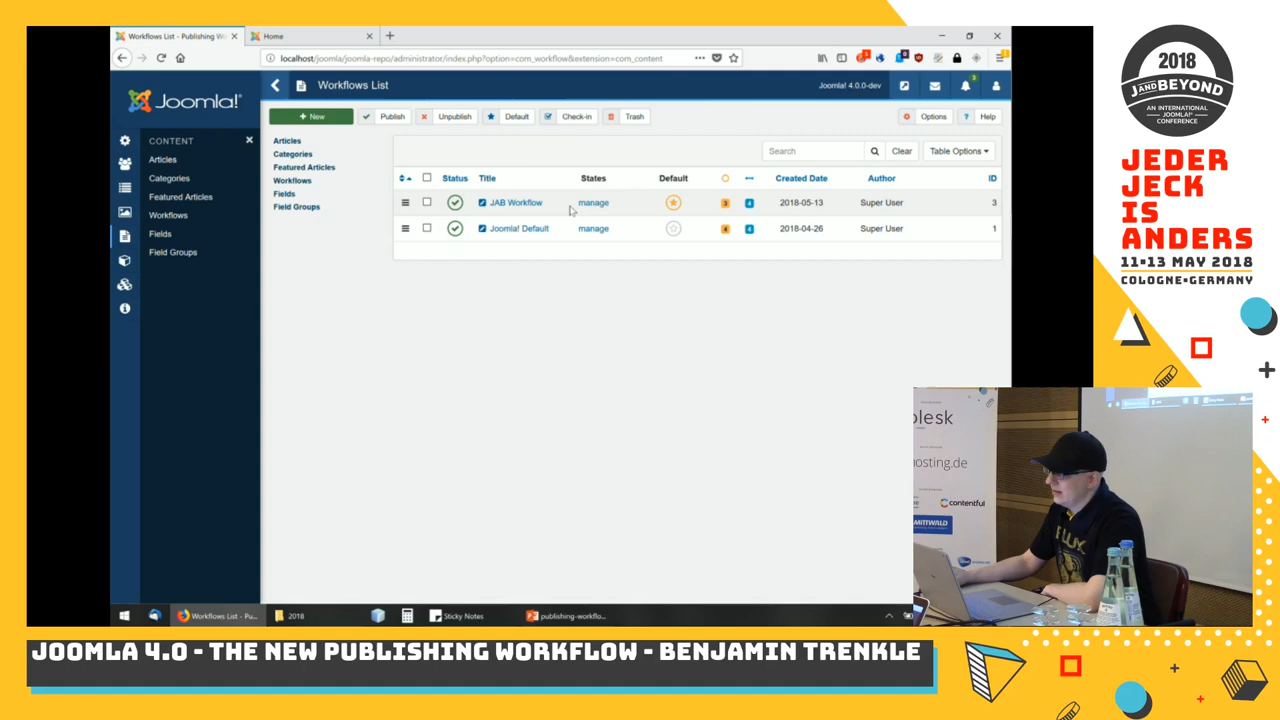 Workflows List - Publishing Wo
Home
localhost/joomla/joomla-repo/administrator/index.php?option=com_workflow&extension=com_content
Joomla!
Workflows List
Joomla! 4.0.0-dev
3
New
Publish
Unpublish
Default
Check-in
Trash
Options
? Help
CONTENT
Articles
Categories
Featured Articles
Workflows
Fields
Field Groups
Articles
Categories
Featured Articles
Workflows
Fields
Field Groups
Search
Clear
Table Options
Status Title States Default Created Date Author ID
JAB Workflow manage 3 4 2018-05-13 Super User 3
Joomla! Default manage 4 4 2018-04-26 Super User 1
Workflows List - Pu...
2018
Sticky Notes
publishing-workflo...
2018
JANDBEYOND
AN INTERNATIONAL
JOOMLA!
CONFERENCE
JEDER
JECK
IS
ANDERS
11-13 MAY 2018
COLOGNE•GERMANY
lesk
osting.de
contentful
MITTWALD
JOOMLA 4.0 - THE NEW PUBLISHING WORKFLOW - BENJAMIN TRENKLE